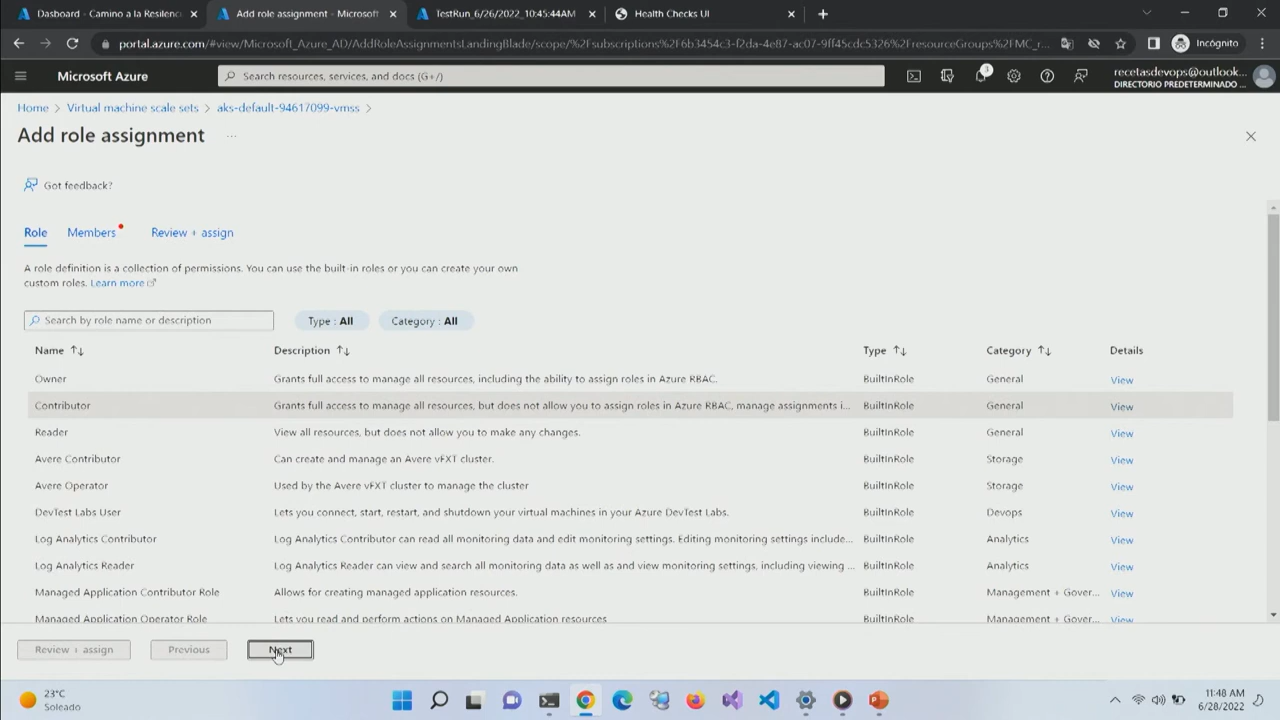 Dasboard - Camino a la Resilenc
Add role assignment - Microsoft
TestRun_6/26/2022_10:45:44AM
Health Checks UI
portal.azure.com/#view/Microsoft_Azure_AD/AddRoleAssignmentsLandingBlade/scope/%2Fsubscriptions%2F6b3454c3-f2da-4e87-ac07-9ff45cdc5326%2FresourceGroups%2FMC_r...
Incógnito
Microsoft Azure
Search resources, services, and docs (G+/)
3
recetasdevops@outlook...
DIRECTORIO PREDETERMINADO ...
Home > Virtual machine scale sets > aks-default-94617099-vmss >
Add role assignment ...
Got feedback?
Role Members Review + assign
A role definition is a collection of permissions. You can use the built-in roles or you can create your own
custom roles. Learn more
Search by role name or description
Type : All
Category : All
Name Description Type Category Details
Owner Grants full access to manage all resources, including the ability to assign roles in Azure RBAC. BuiltInRole General View
Contributor Grants full access to manage all resources, but does not allow you to assign roles in Azure RBAC, manage assignments i... BuiltInRole General View
Reader View all resources, but does not allow you to make any changes. BuiltInRole General View
Avere Contributor Can create and manage an Avere vFXT cluster. BuiltInRole Storage View
Avere Operator Used by the Avere vFXT cluster to manage the cluster BuiltInRole Storage View
DevTest Labs User Lets you connect, start, restart, and shutdown your virtual machines in your Azure DevTest Labs. BuiltInRole Devops View
Log Analytics Contributor Log Analytics Contributor can read all monitoring data and edit monitoring settings. Editing monitoring settings include... BuiltInRole Analytics View
Log Analytics Reader Log Analytics Reader can view and search all monitoring data as well as and view monitoring settings, including viewing ... BuiltInRole Analytics View
Managed Application Contributor Role Allows for creating managed application resources. BuiltInRole Management + Gover... View
Managed Application Operator Role Lets you read and perform actions on Managed Application resources BuiltInRole Management + Gover... View
Review + assign
Previous
Next
23°C
Soleado
11:48 AM
6/28/2022